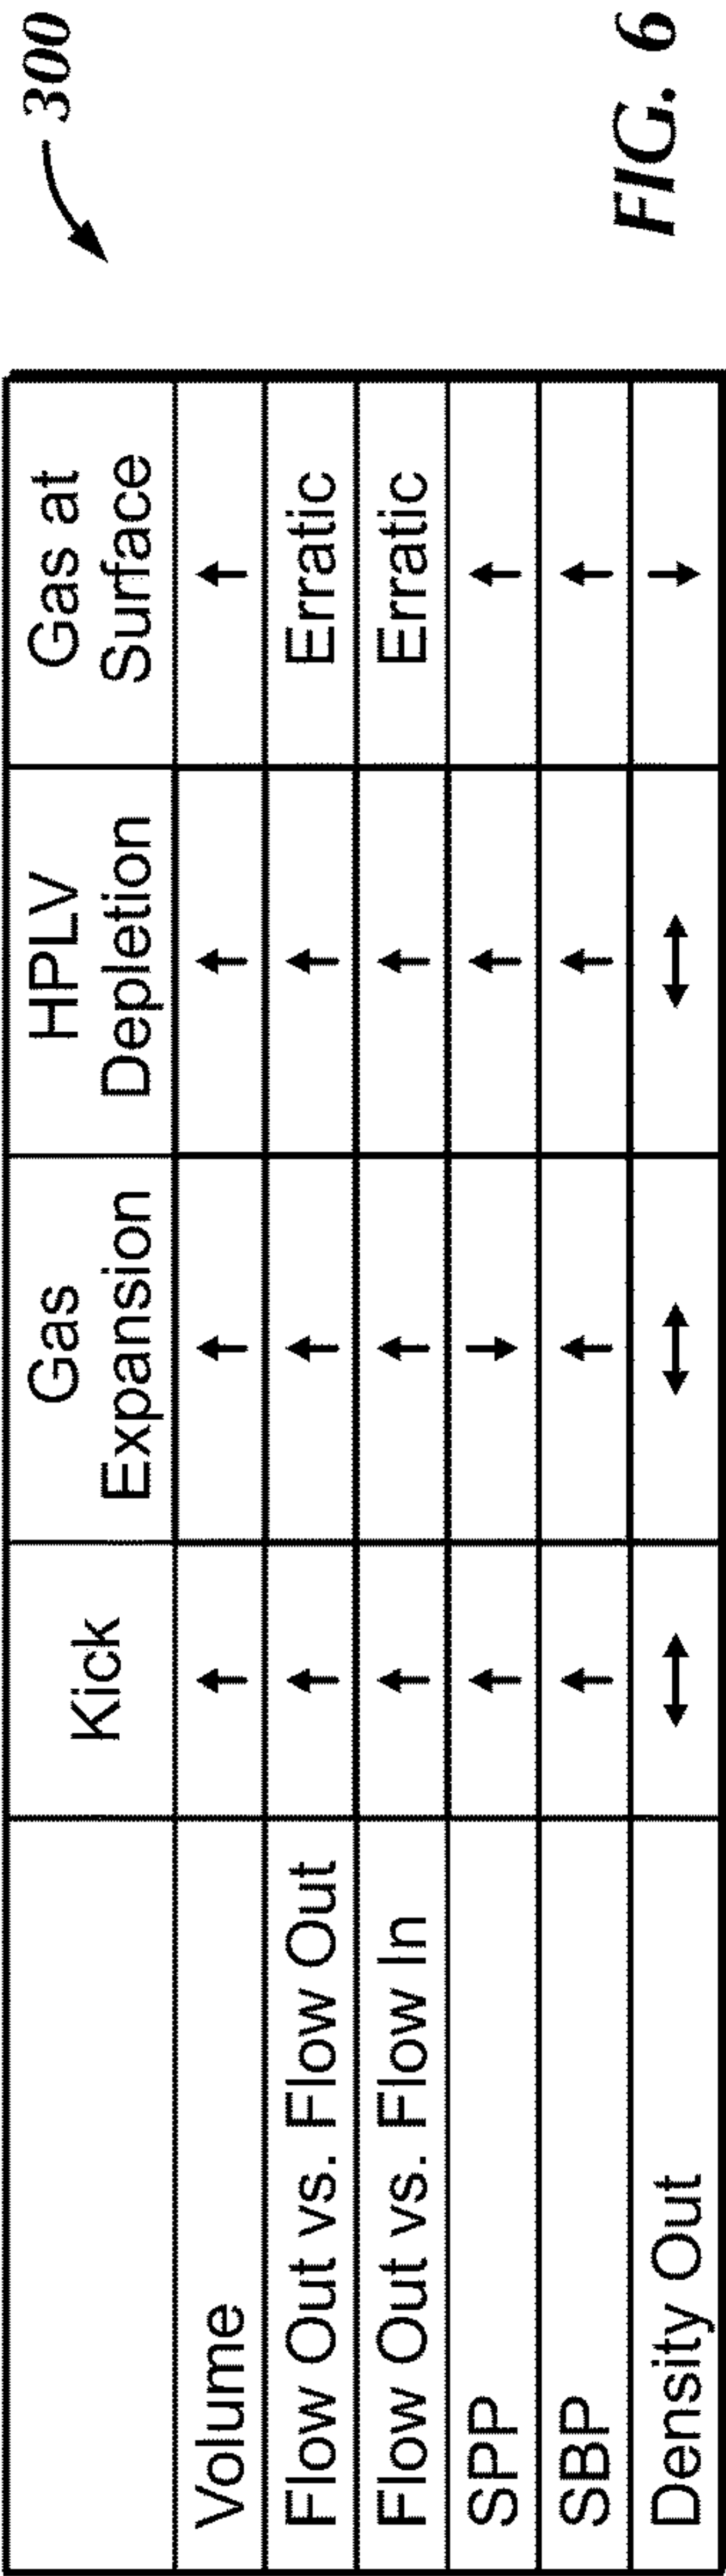 300
Kick Gas Expansion HPLV Depletion Gas at Surface
Volume ↑ ↑ ↑ ↑
Flow Out vs. Flow Out ↑ ↑ ↑ Erratic
Flow Out vs. Flow In ↑ ↑ ↑ Erratic
SPP ↑ ↓ ↑ ↑
SBP ↑ ↑ ↑ ↑
Density Out ↔ ↔ ↔ ↓
FIG. 6